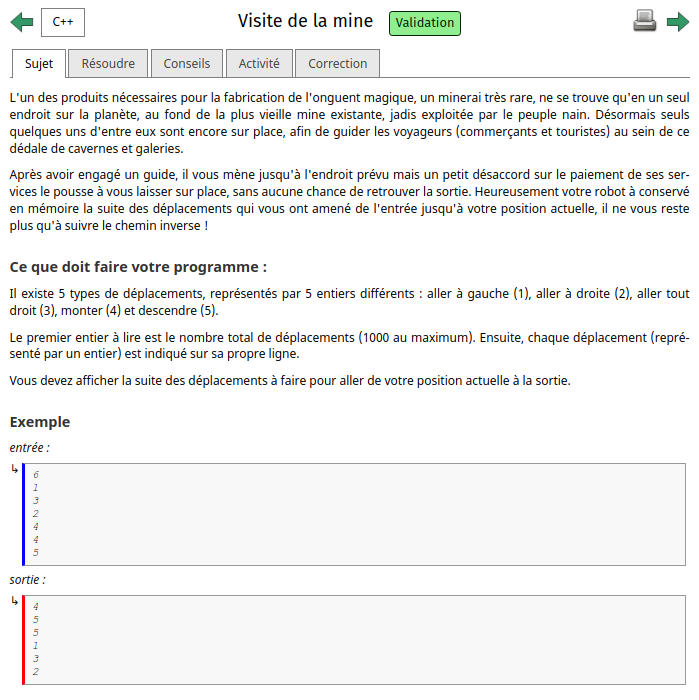 C++ Visite de la mine Validation
Sujet Résoudre Conseils Activité Correction
L'un des produits nécessaires pour la fabrication de l'onguent magique, un minerai très rare, ne se trouve qu'en un seul
endroit sur la planète, au fond de la plus vieille mine existante, jadis exploitée par le peuple nain. Désormais seuls
quelques uns d'entre eux sont encore sur place, afin de guider les voyageurs (commerçants et touristes) au sein de ce
dédale de cavernes et galeries.
Après avoir engagé un guide, il vous mène jusqu'à l'endroit prévu mais un petit désaccord sur le paiement de ses ser-
vices le pousse à vous laisser sur place, sans aucune chance de retrouver la sortie. Heureusement votre robot à conservé
en mémoire la suite des déplacements qui vous ont amené de l'entrée jusqu'à votre position actuelle, il ne vous reste
plus qu'à suivre le chemin inverse !
Ce que doit faire votre programme :
Il existe 5 types de déplacements, représentés par 5 entiers différents : aller à gauche (1), aller à droite (2), aller tout
droit (3), monter (4) et descendre (5).
Le premier entier à lire est le nombre total de déplacements (1000 au maximum). Ensuite, chaque déplacement (repré-
senté par un entier) est indiqué sur sa propre ligne.
Vous devez afficher la suite des déplacements à faire pour aller de votre position actuelle à la sortie.
Exemple
entrée :
6
1
3
2
4
4
5
sortie :
4
5
5
1
3
2